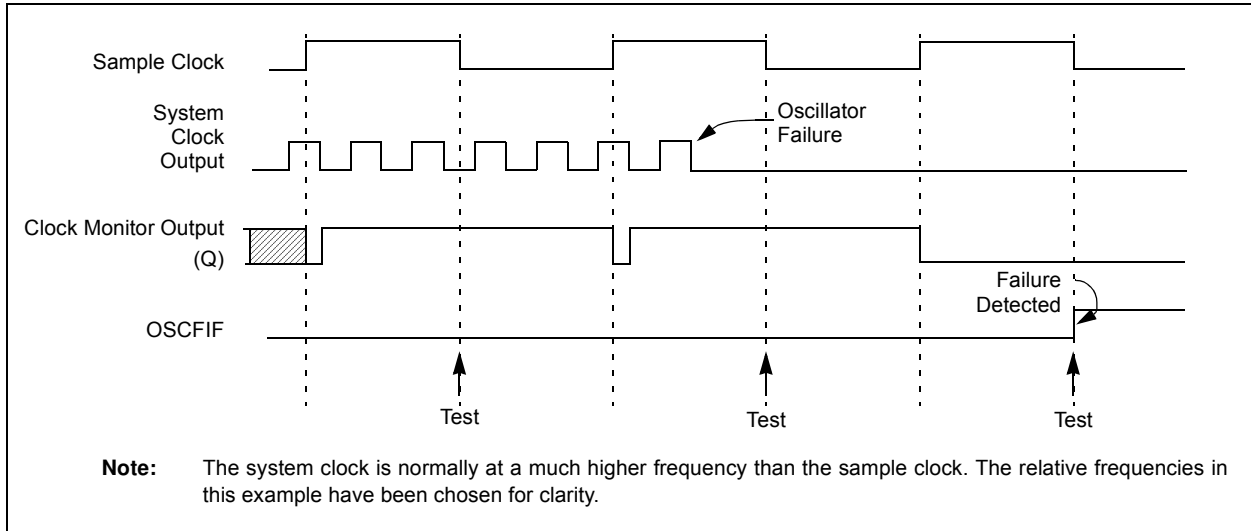 Sample Clock
System
Clock
Output
Oscillator
Failure
Clock Monitor Output
(Q)
Failure
Detected
OSCFIF
Test
Test
Test
Note: The system clock is normally at a much higher frequency than the sample clock. The relative frequencies in
this example have been chosen for clarity.